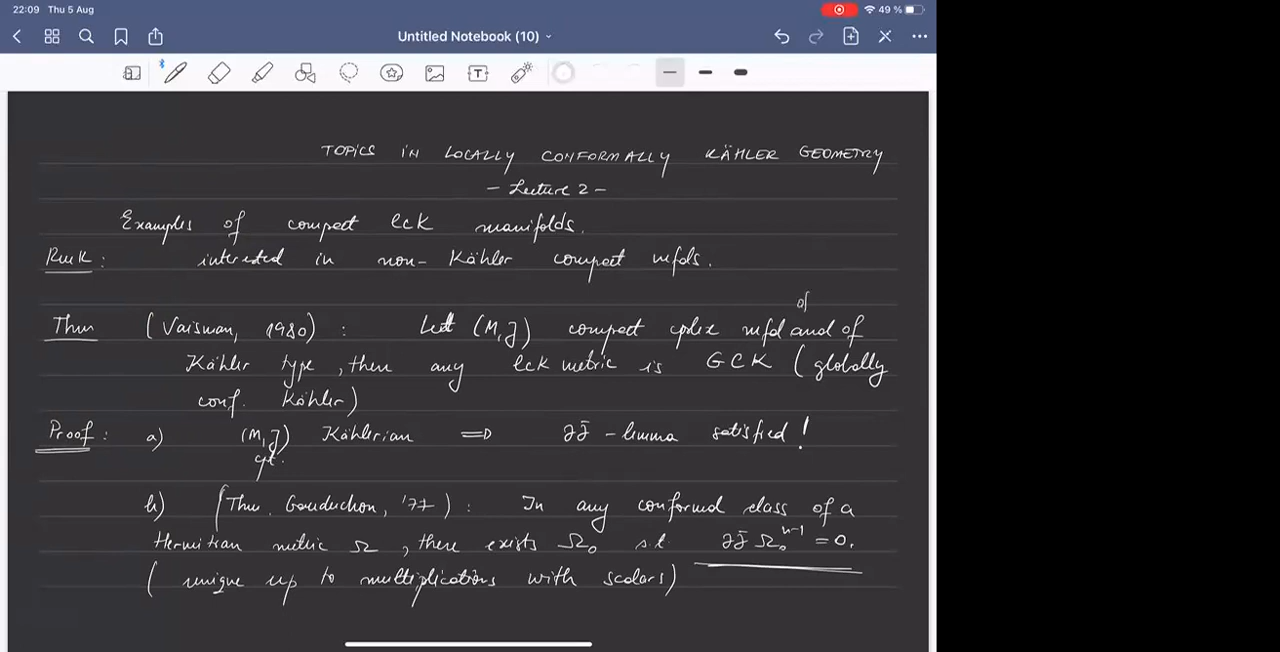 22:09 Thu 5 Aug
49 %
Untitled Notebook (10)
TOPICS IN LOCALLY CONFORMALLY KÄHLER GEOMETRY
- Lecture 2 -
Examples of compact lck manifolds.
Rmk: interested in non-Kähler compact mfds.
of
Thm (Vaisman, 1980): Let (M,J) compact cplex mfd and of
Kähler type, then any lck metric is GCK (globally
conf. Kähler)
Proof: a) (M,J) Kählerian ⇒ ∂∂̄-lemma satisfied!
cpt.
b) (Thm. Gauduchon, '77): In any conformal class of a
Hermitian metric Ω, there exists Ω₀ s.t. ∂∂̄ Ω₀ⁿ⁻¹ = 0.
(unique up to multiplications with scalars)